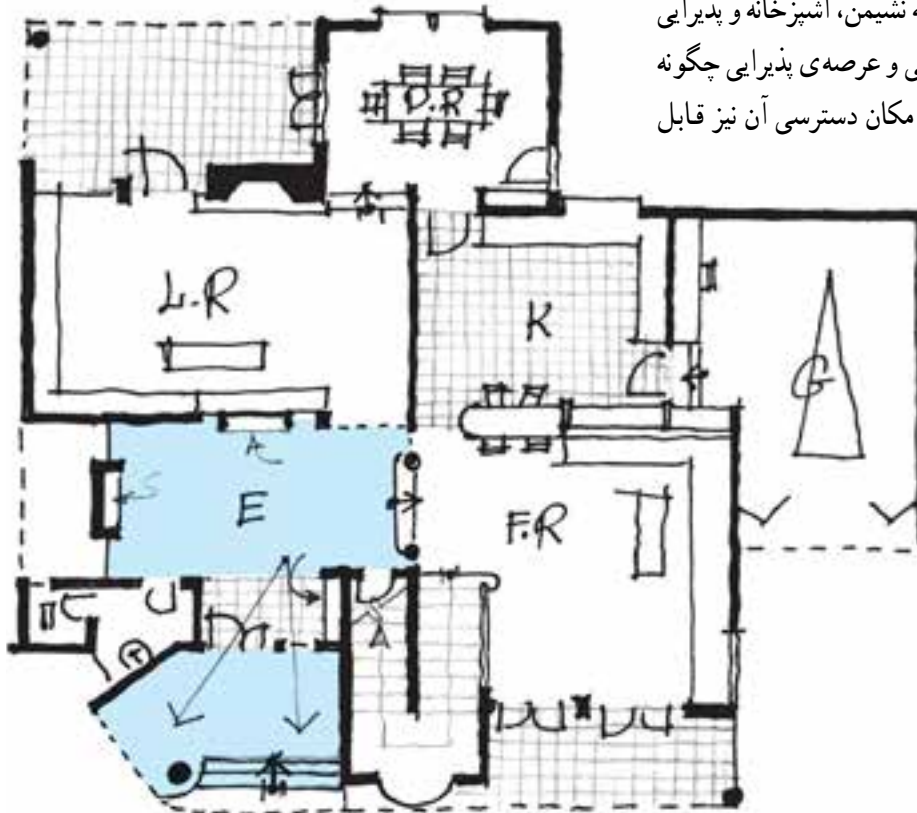 نشیمن، آشپزخانه و پذیرایی
و عرصه‌ی پذیرایی چگونه
مکان دسترسی آن نیز قابل
D.R
L.R
K
G
A
S
E
F.R